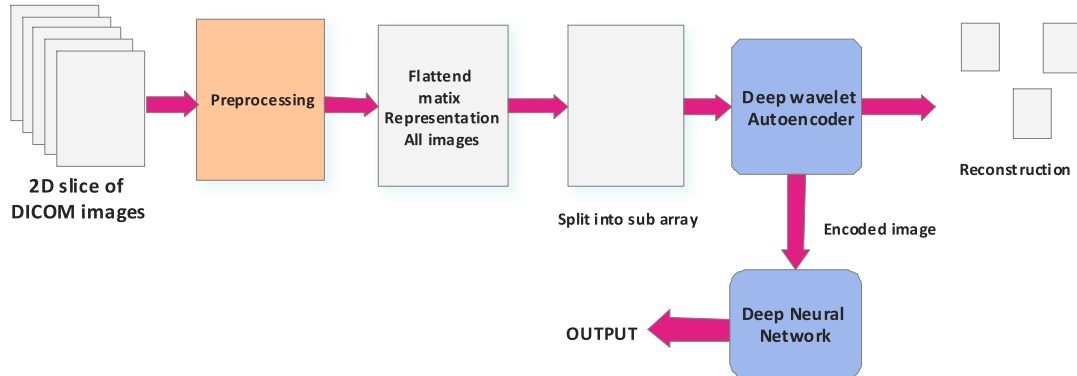 2D slice of
DICOM images
Preprocessing
Flattend
matix
Representation
All images
Split into sub array
Deep wavelet
Autoencoder
Reconstruction
Encoded image
Deep Neural
Network
OUTPUT